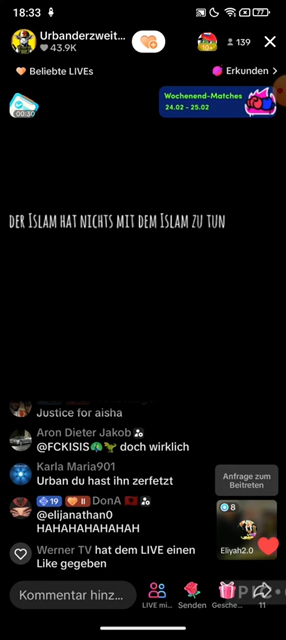 18:33
77
Urbanderzweit...
43.9K
139
Beliebte LIVEs
Erkunden >
00:30
Wochenend-Matches
24.02 - 25.02
der Islam hat nichts mit dem Islam zu tun
Justice for aisha
Aron Dieter Jakob
@FCKISIS🦚🦖 doch wirklich
Karla Maria901
Urban du hast ihn zerfetzt
19 II DonA 🇦🇱
@elijanathan0
HAHAHAHAHAHAH
Werner TV hat dem LIVE einen
Like gegeben
Anfrage zum
Beitreten
8
Eliyah2.0
Kommentar hinz...
LIVE mi...
Senden
Gesche...
11